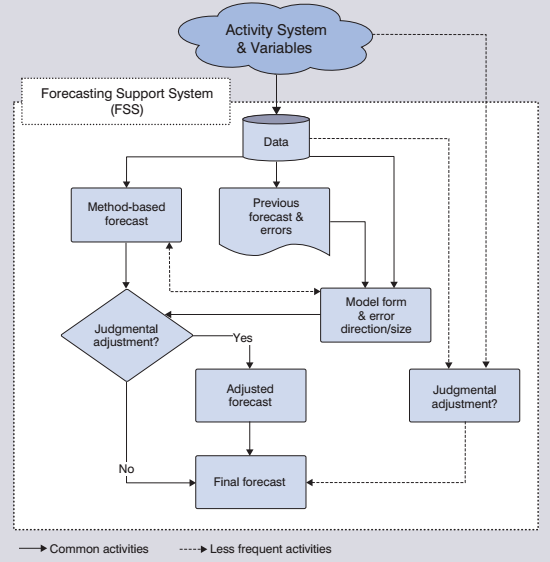 Activity System
& Variables
Forecasting Support System
(FSS)
Data
Method-based
forecast
Previous
forecast &
errors
Model form
& error
direction/size
Judgmental
adjustment?
Yes
Adjusted
forecast
Judgmental
adjustment?
No
Final forecast
Common activities
Less frequent activities